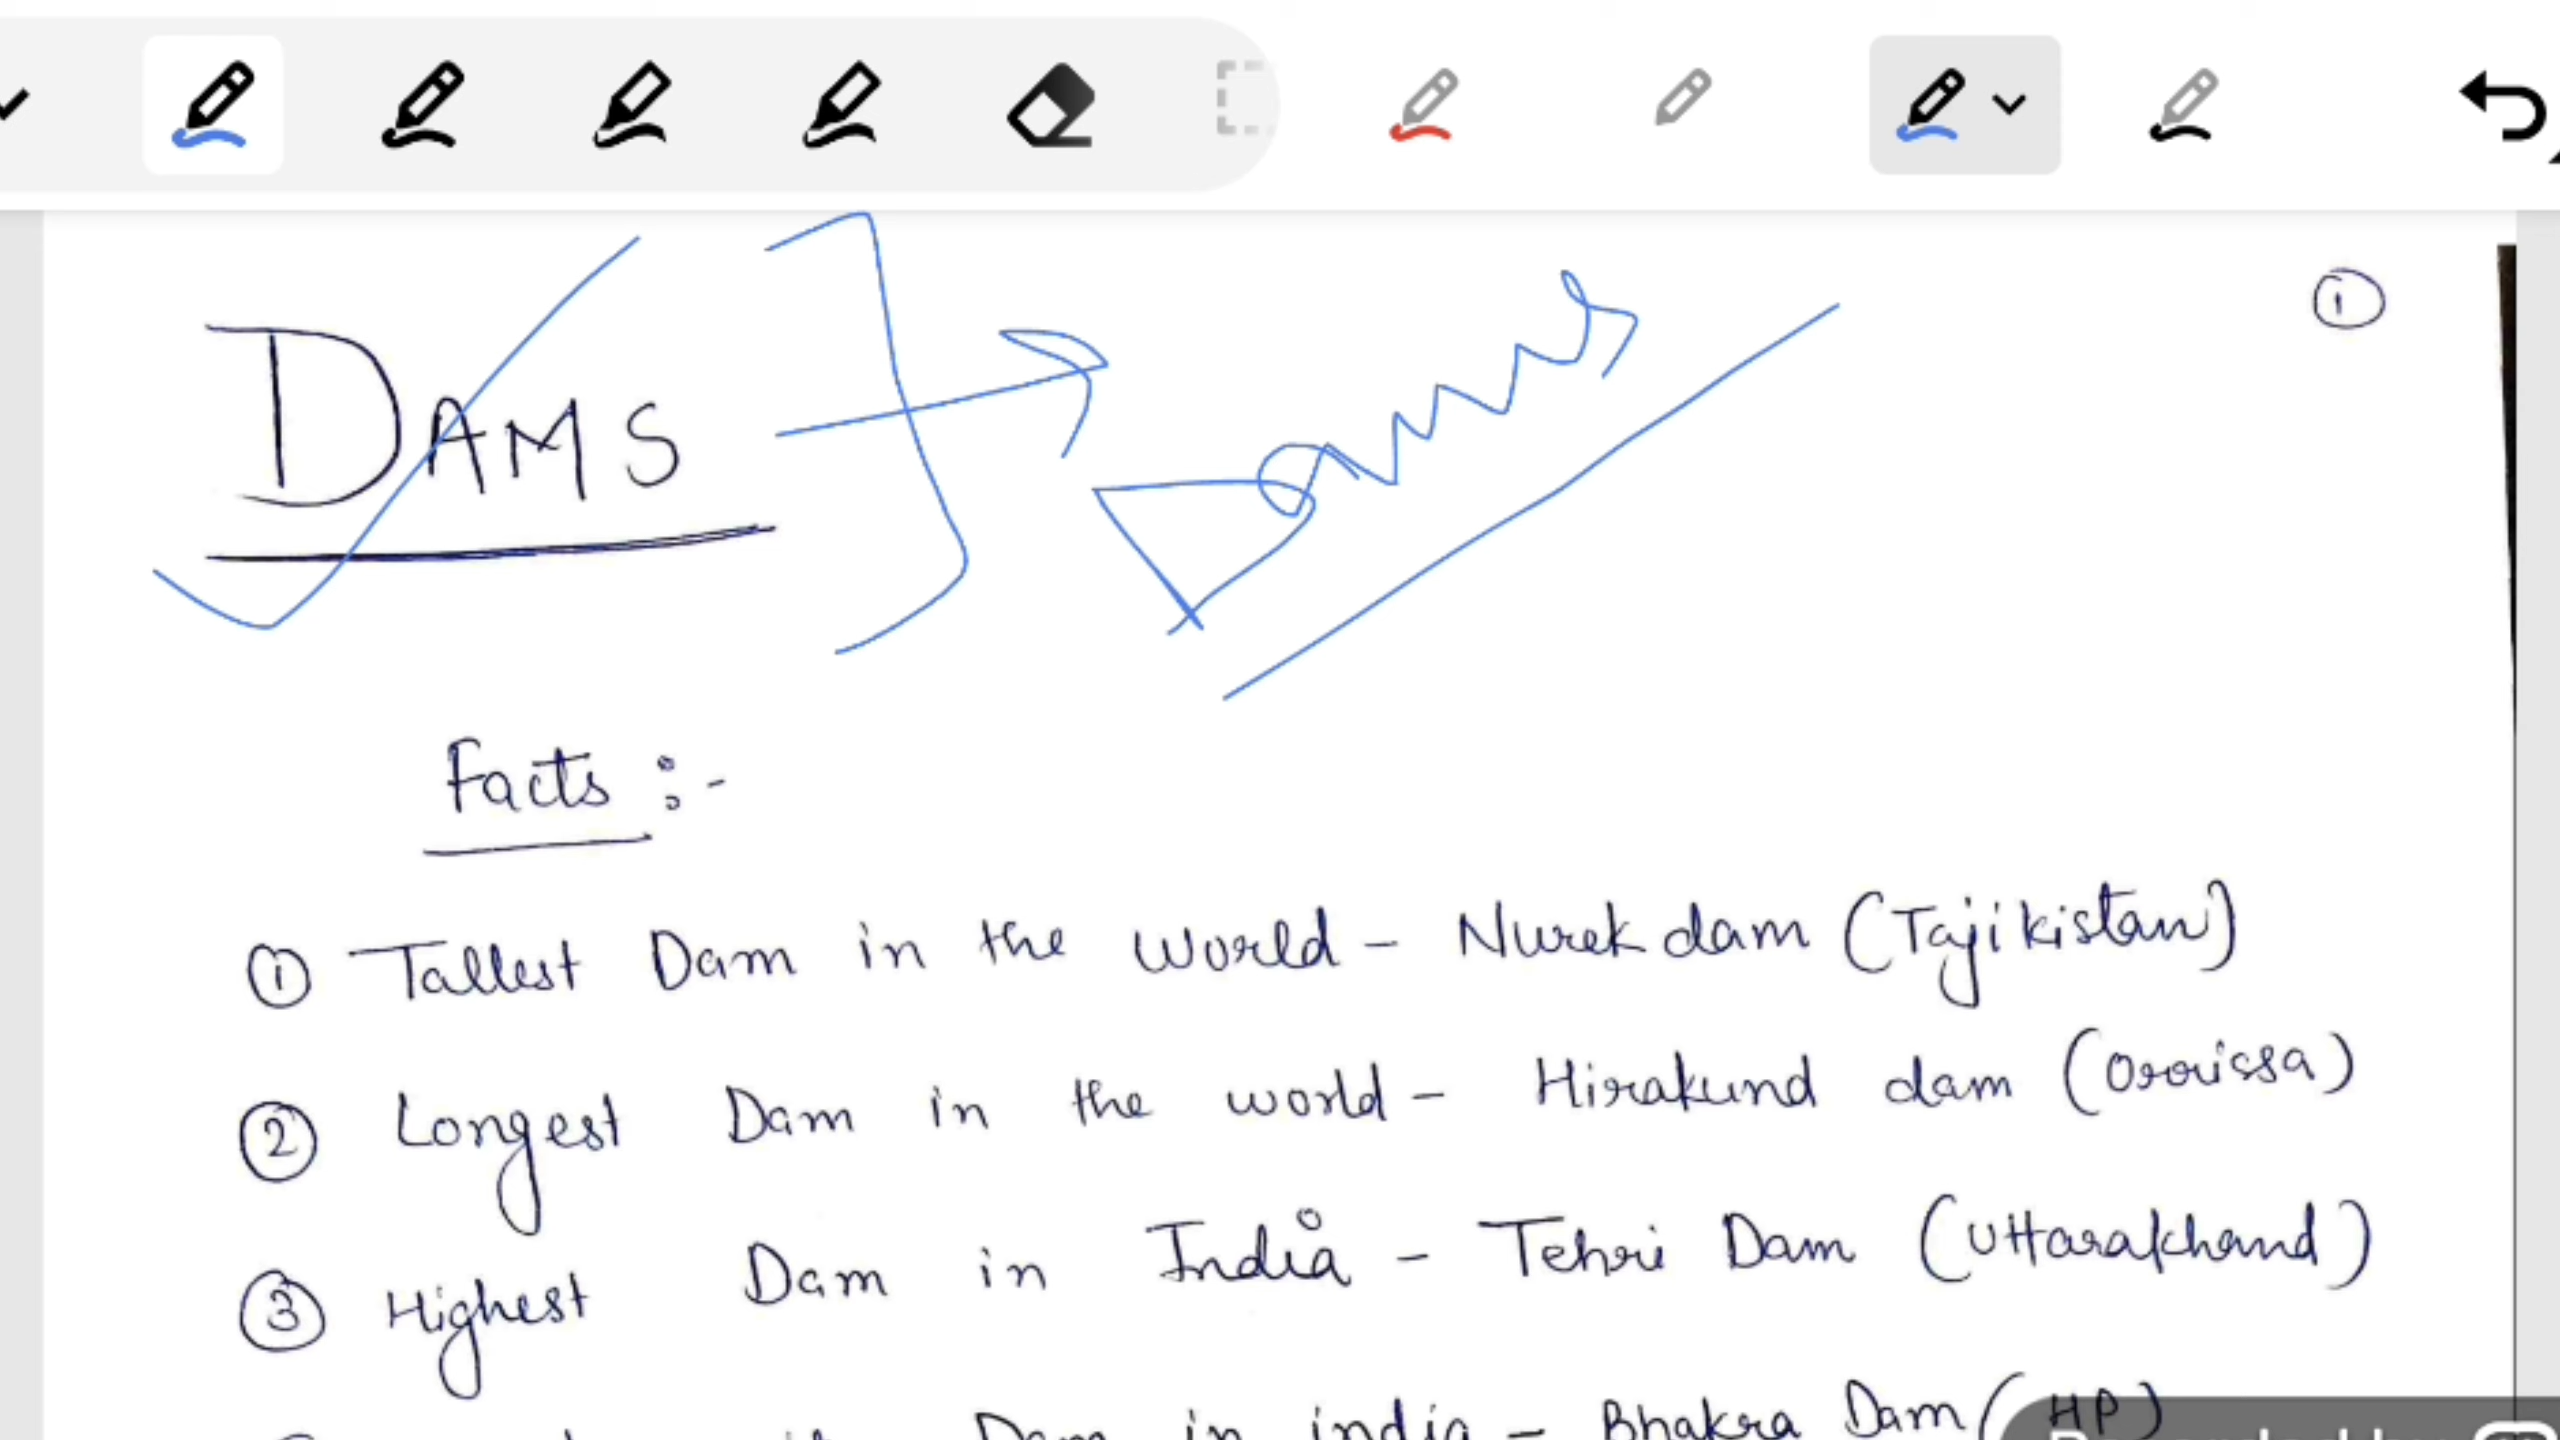 ①
DAMS
Dams
Facts :-
① Tallest Dam in the World - Nurek dam (Tajikistan)
② Longest Dam in the world - Hirakund dam (Orrissa)
③ Highest Dam in India - Tehri Dam (Uttarakhand)
Dam in india - Bhakra Dam (HP)